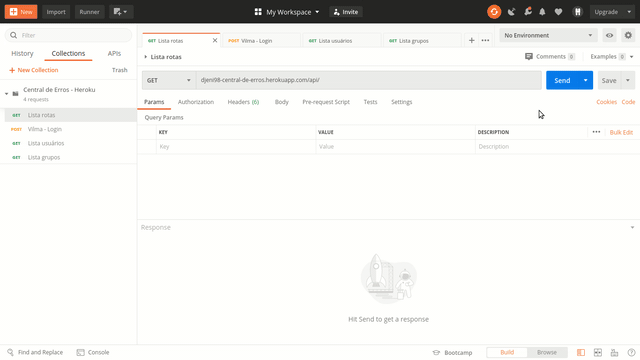 New
Import
Runner
My Workspace
Invite
Upgrade
Filter
History
Collections
APIs
New Collection
Trash
Central de Erros - Heroku
4 requests
GET Lista rotas
POST Vilma - Login
GET Lista usuários
GET Lista grupos
GET Lista rotas
POST Vilma - Login
GET Lista usuários
GET Lista grupos
No Environment
Lista rotas
Comments 0
Examples 0
GET
djent98-central-de-erros.herokuapp.com/api/
Send
Save
Params
Authorization
Headers (6)
Body
Pre-request Script
Tests
Settings
Cookies
Code
Query Params
KEY
VALUE
DESCRIPTION
Bulk Edit
Key
Value
Description
Response
Hit Send to get a response
Find and Replace
Console
Bootcamp
Build
Browse